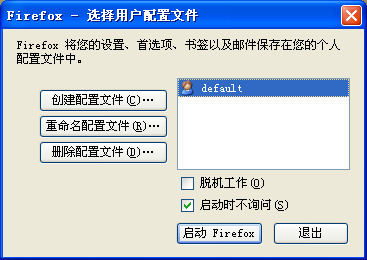 Firefox - 选择用户配置文件
Firefox 将您的设置、首选项、书签以及邮件保存在您的个人
配置文件中。
创建配置文件(C)…
重命名配置文件(R)…
删除配置文件(D)…
default
脱机工作(O)
启动时不询问(S)
启动 Firefox
退出